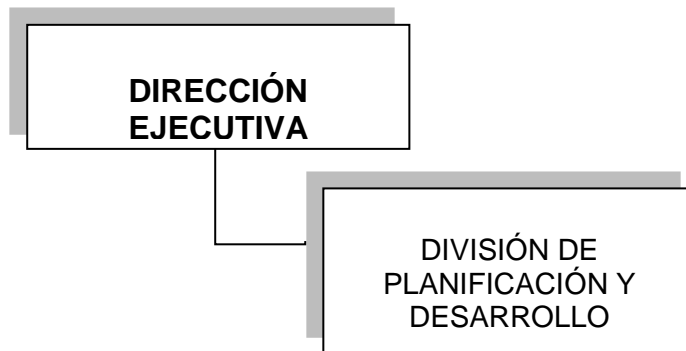 DIRECCIÓN
EJECUTIVA
DIVISIÓN DE
PLANIFICACIÓN Y
DESARROLLO